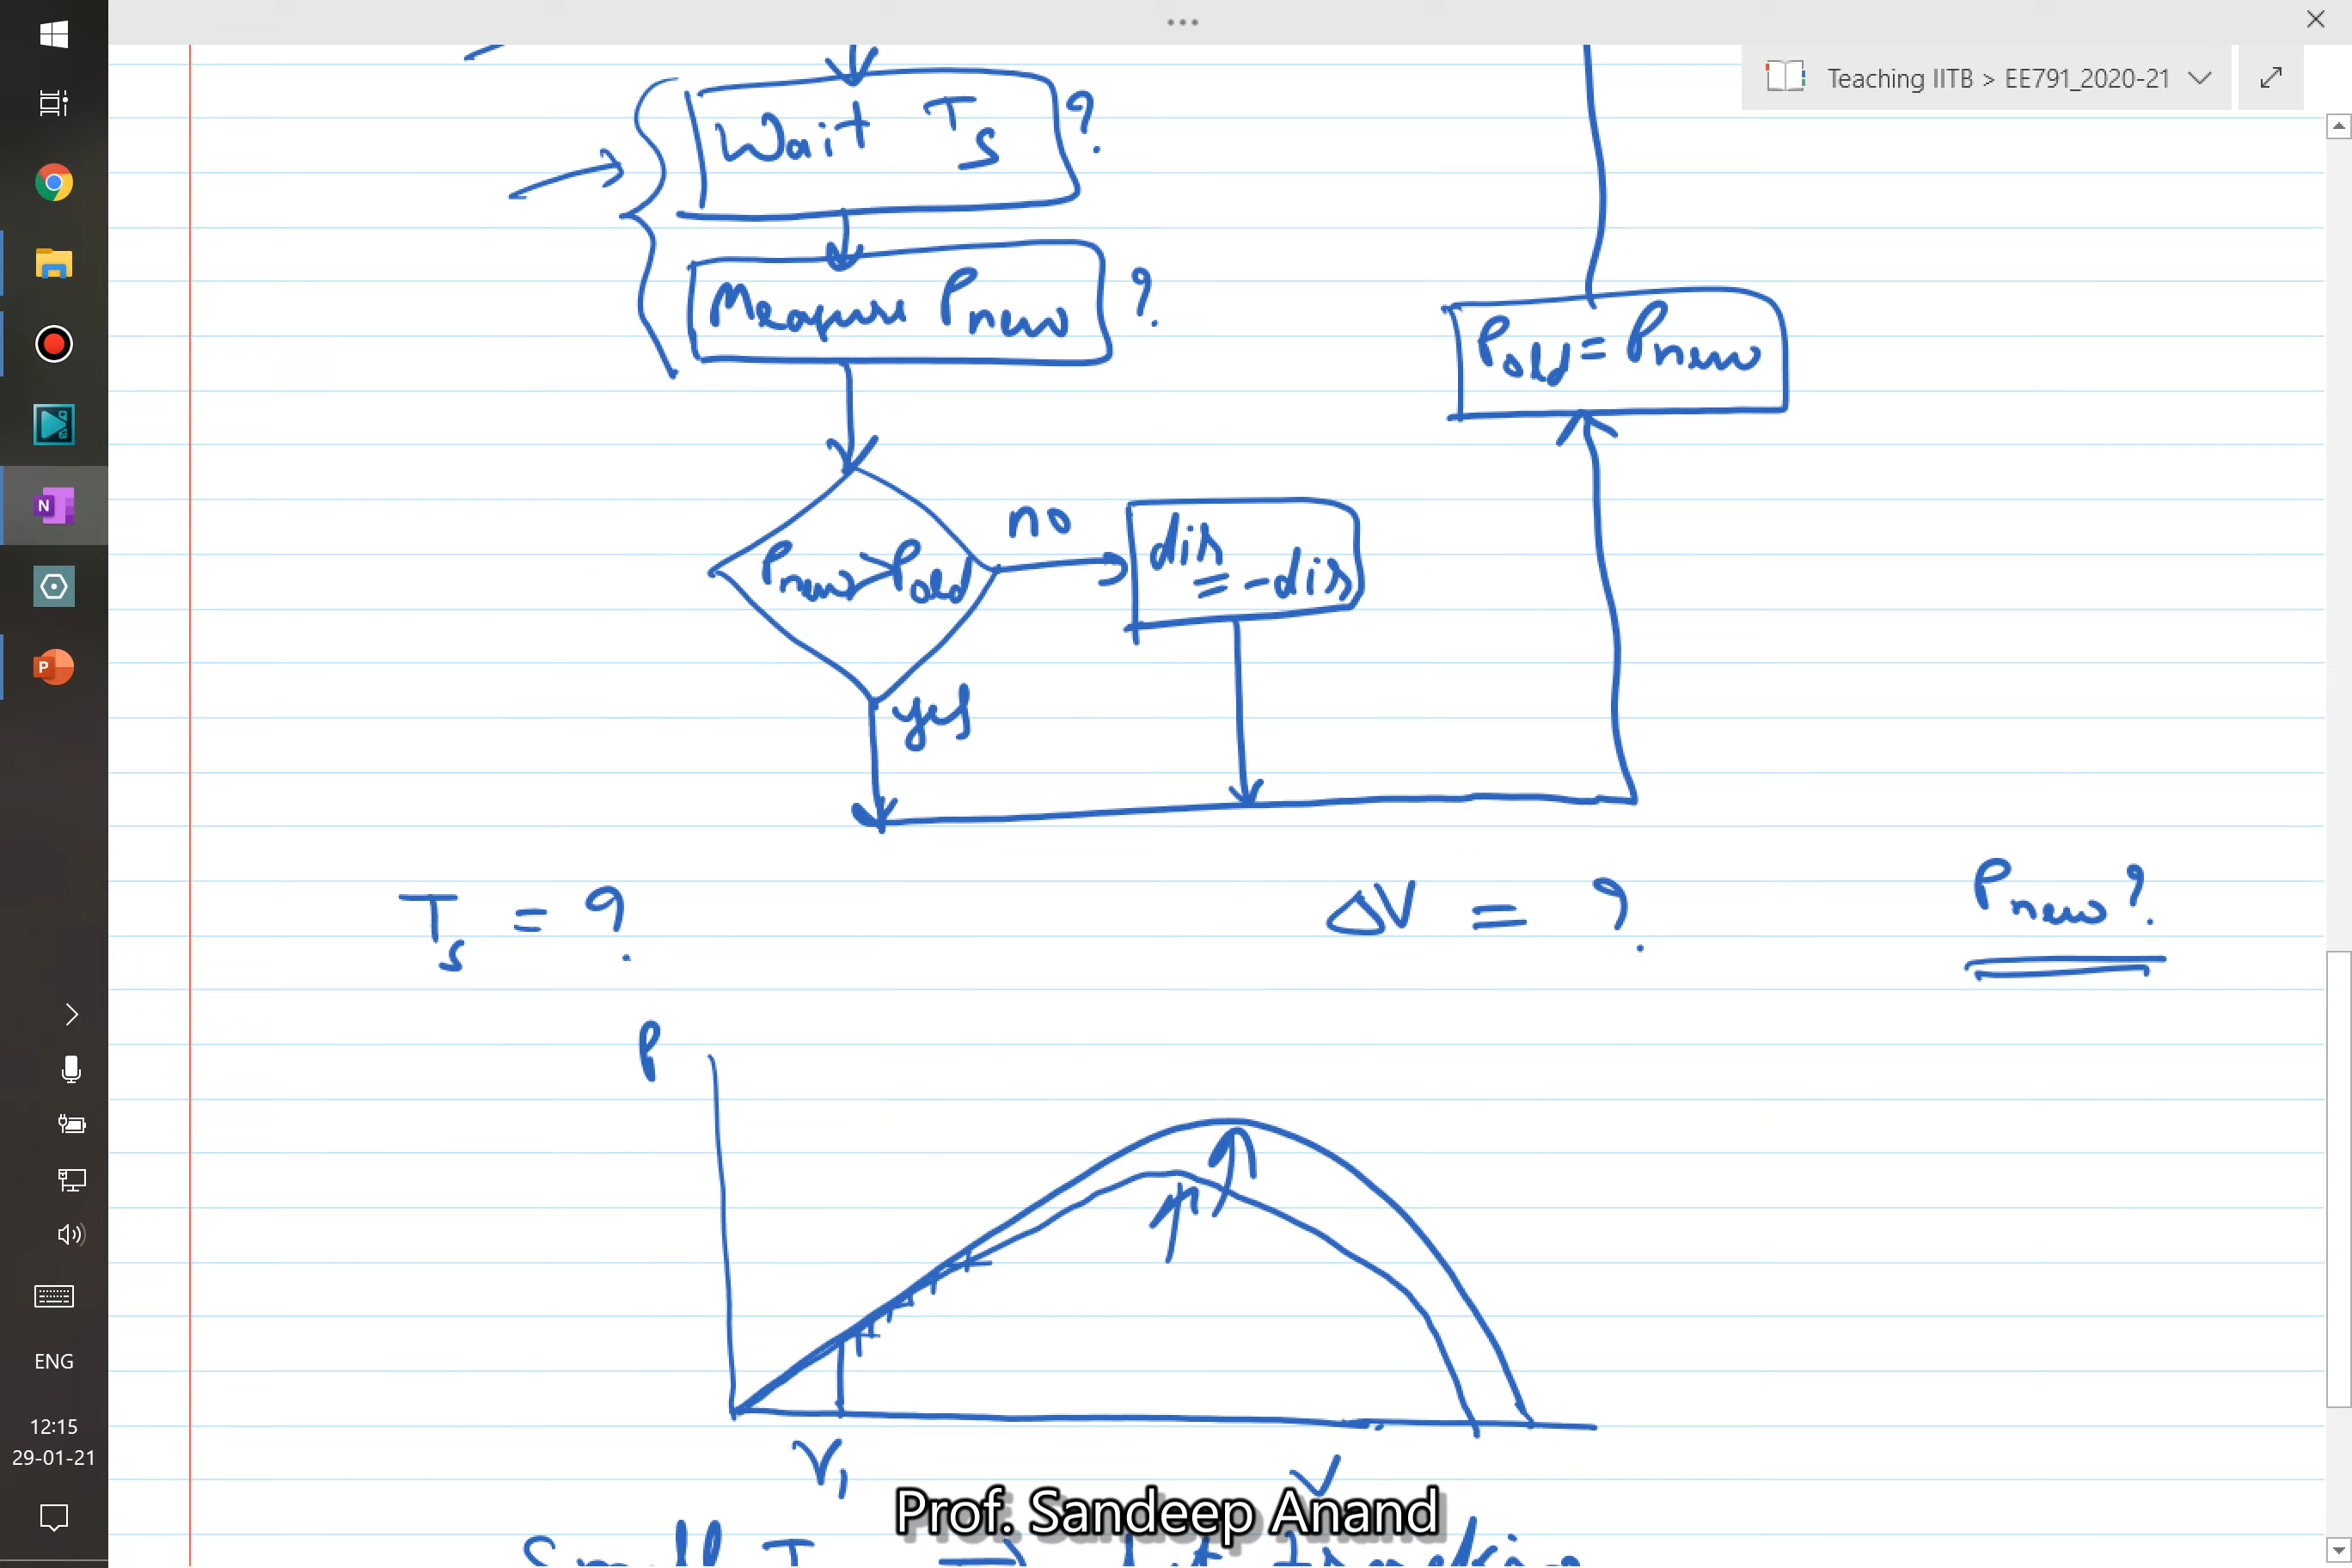 Teaching IITB > EE791_2020-21
Wait Ts ?
Measure Pnew ?
Pold = Pnew
Pnew > Pold
no
dir = -dir
yes
Ts = ?
ΔV = ?
Pnew ?
P
V1
V
Prof. Sandeep Anand
Small T
N
P
ENG
12:15
29-01-21